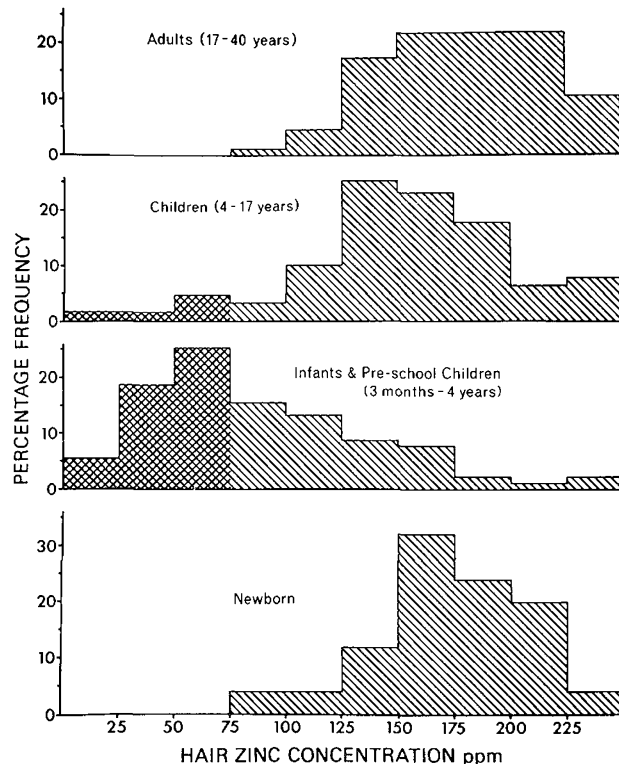 PERCENTAGE FREQUENCY
20
10
0
Adults (17-40 years)
20
10
0
Children (4-17 years)
20
10
0
Infants & Pre-school Children
(3 months-4 years)
30
20
10
0
Newborn
25 50 75 100 125 150 175 200 225
HAIR ZINC CONCENTRATION ppm